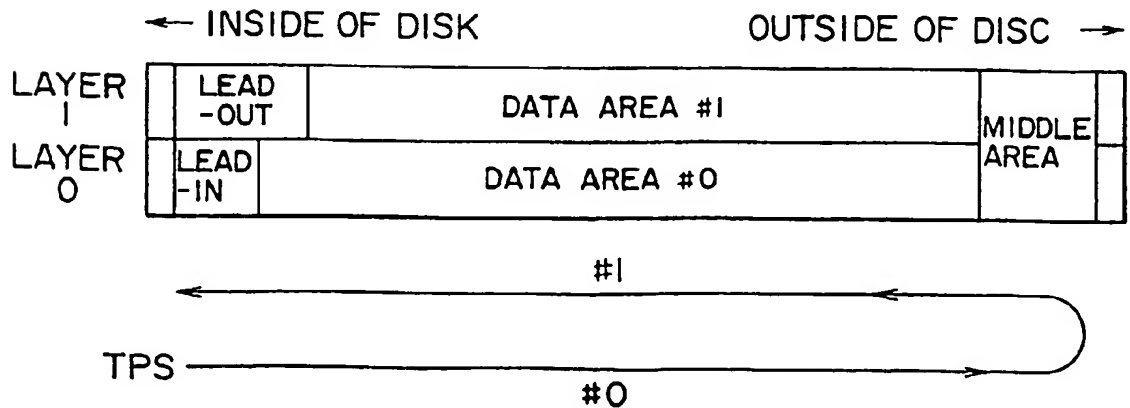 ← INSIDE OF DISK
OUTSIDE OF DISC →
LAYER
1
LEAD
-OUT
DATA AREA #1
MIDDLE
AREA
LAYER
0
LEAD
-IN
DATA AREA #0
#1
TPS
#0